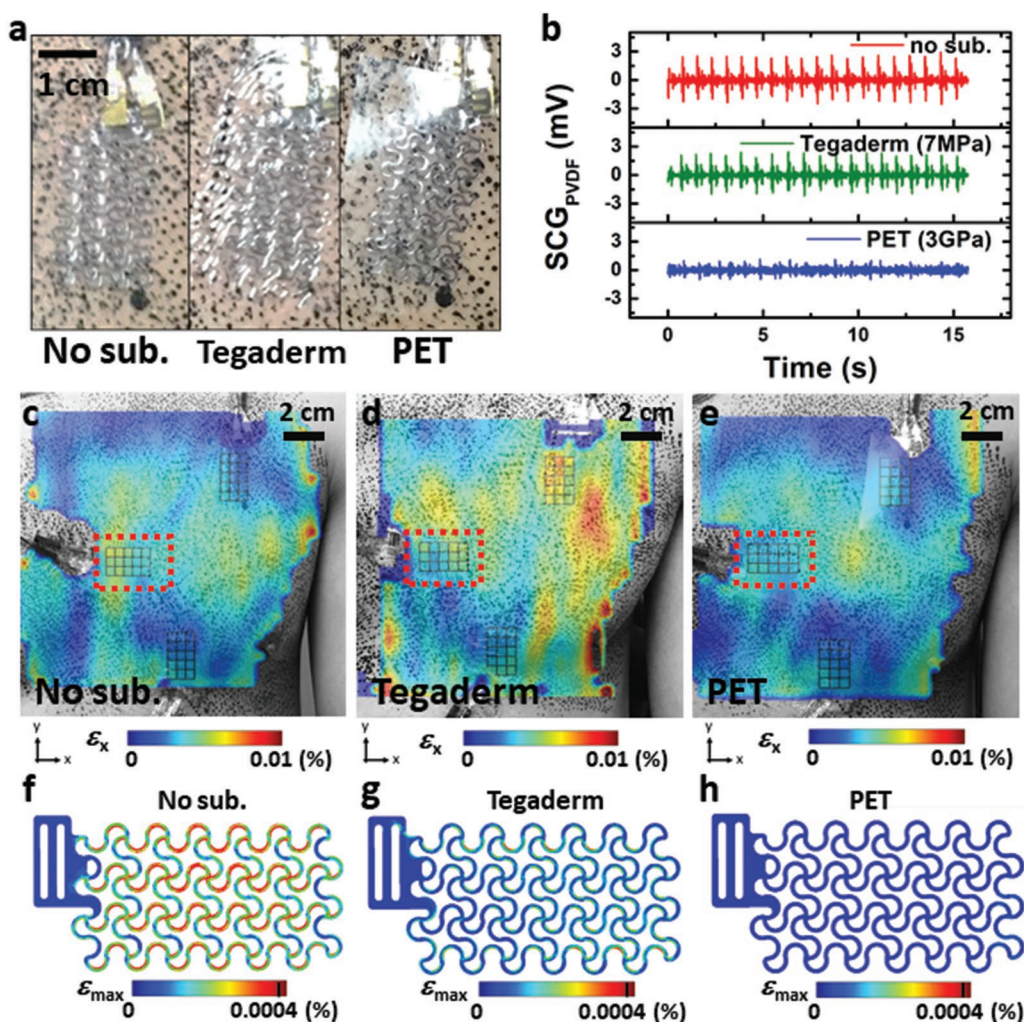 a
1 cm
No sub.
Tegaderm
PET
b
SCG_PVDF (mV)
3
0
-3
no sub.
3
0
-3
Tegaderm (7MPa)
3
0
-3
PET (3GPa)
0 5 10 15
Time (s)
c
2 cm
No sub.
y
x
ε_x
0 0.01 (%)
d
2 cm
Tegaderm
y
x
ε_x
0 0.01 (%)
e
2 cm
PET
y
x
ε_x
0 0.01 (%)
f
No sub.
ε_max
0 0.0004 (%)
g
Tegaderm
ε_max
0 0.0004 (%)
h
PET
ε_max
0 0.0004 (%)